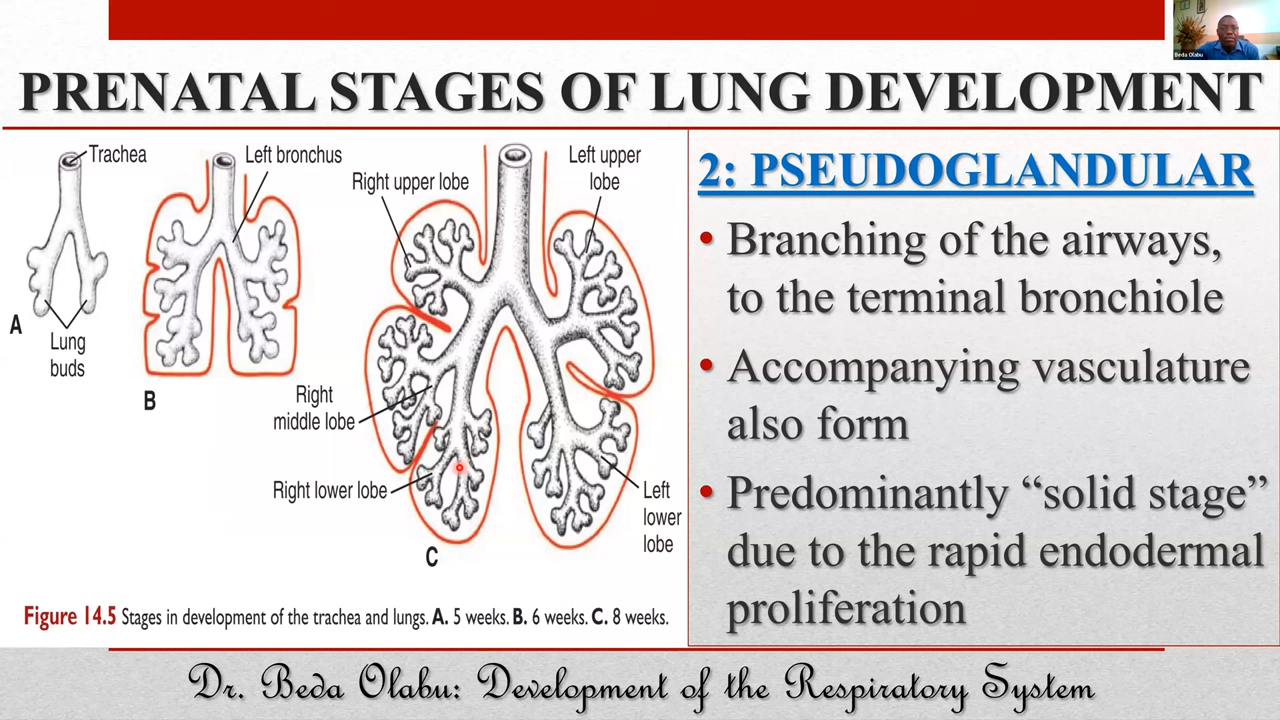 Beda Olabu
PRENATAL STAGES OF LUNG DEVELOPMENT
Trachea
Lung
buds
A
Left bronchus
B
Right upper lobe
Left upper
lobe
Right
middle lobe
Right lower lobe
Left
lower
lobe
C
Figure 14.5 Stages in development of the trachea and lungs. A. 5 weeks. B. 6 weeks. C. 8 weeks.
2: PSEUDOGLANDULAR
• Branching of the airways,
to the terminal bronchiole
• Accompanying vasculature
also form
• Predominantly “solid stage”
due to the rapid endodermal
proliferation
Dr. Beda Olabu: Development of the Respiratory System